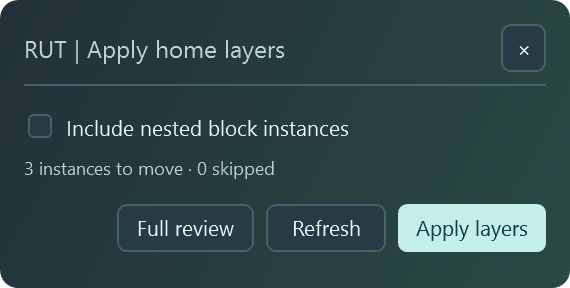 RUT | Apply home layers
×
Include nested block instances
3 instances to move · 0 skipped
Full review
Refresh
Apply layers